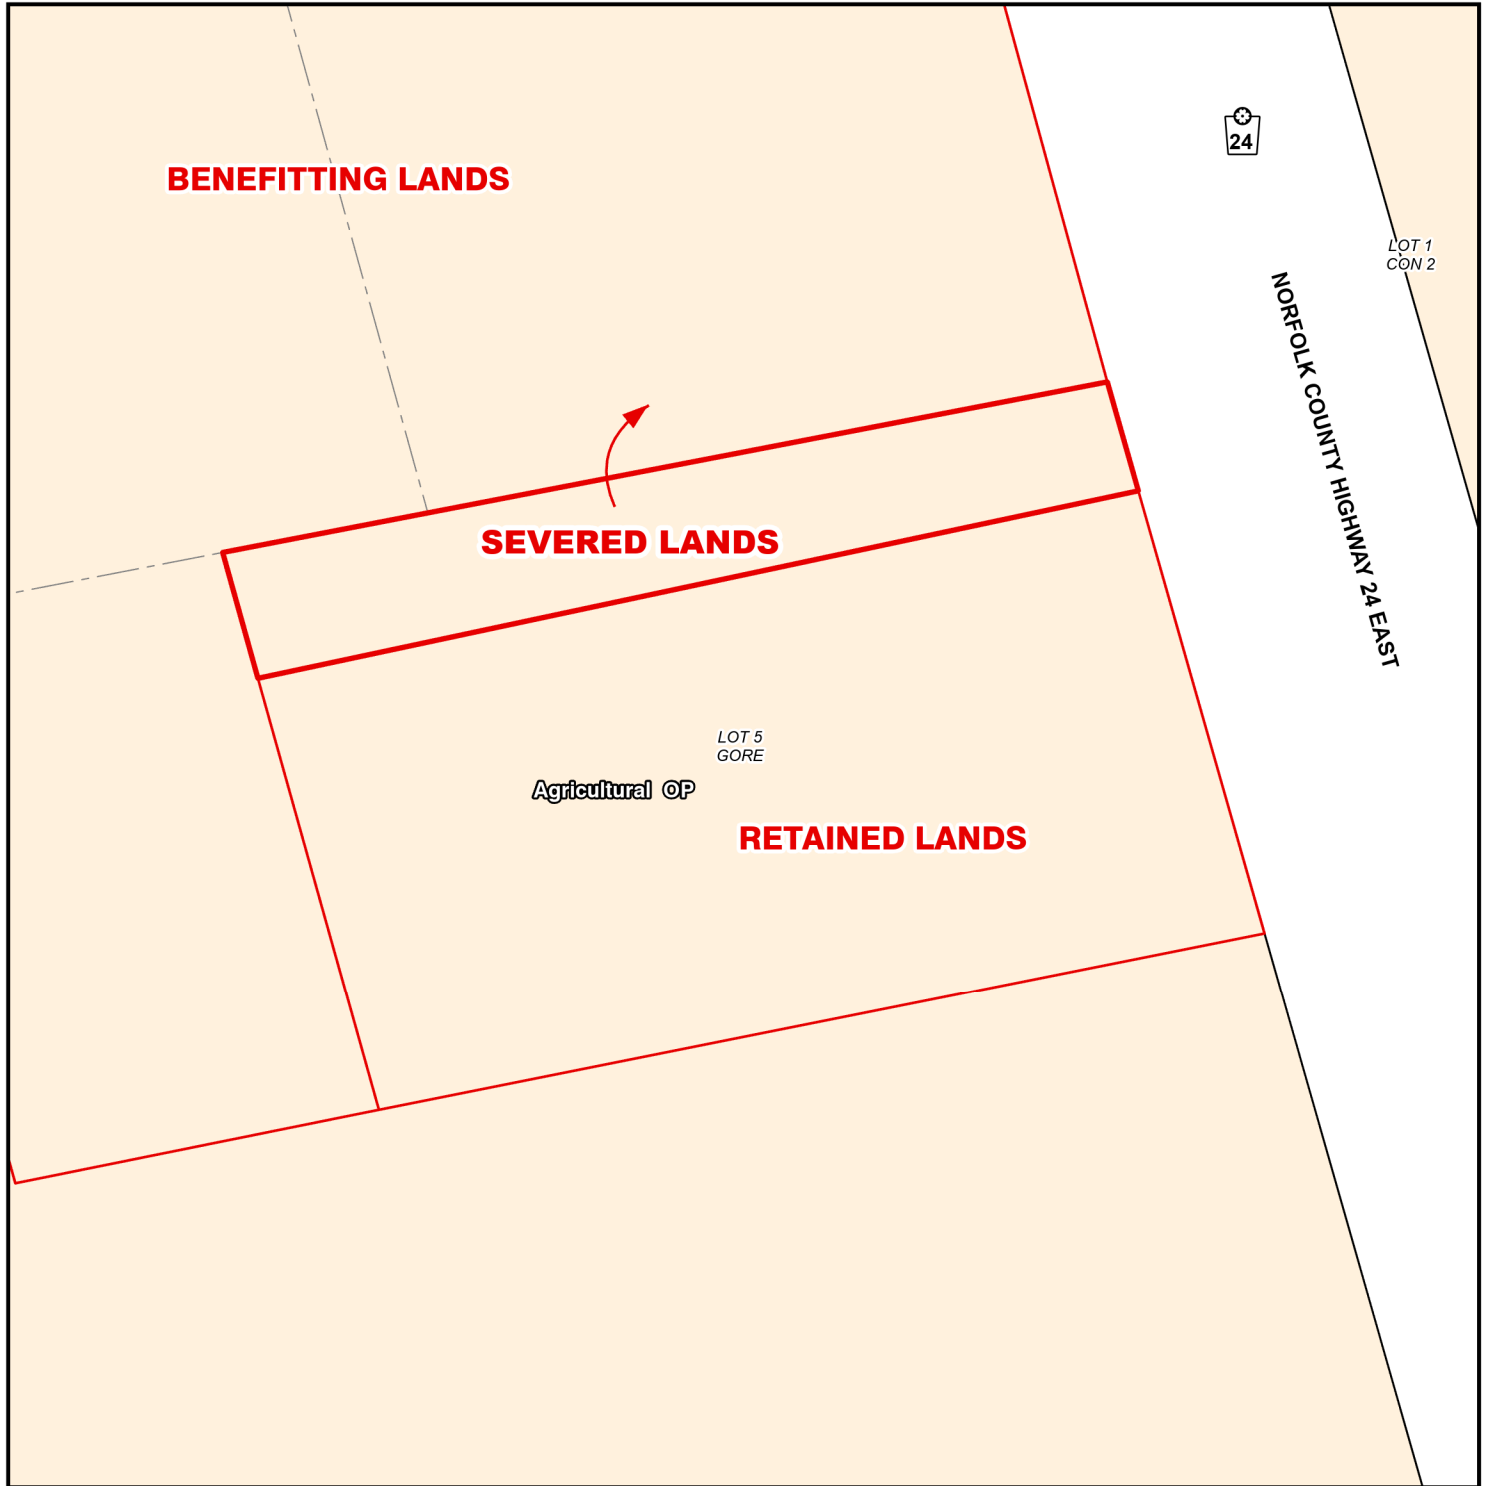 24
BENEFITTING LANDS
LOT 1
CON 2
NORFOLK COUNTY HIGHWAY 24 EAST
SEVERED LANDS
LOT 5
GORE
Agricultural OP
RETAINED LANDS